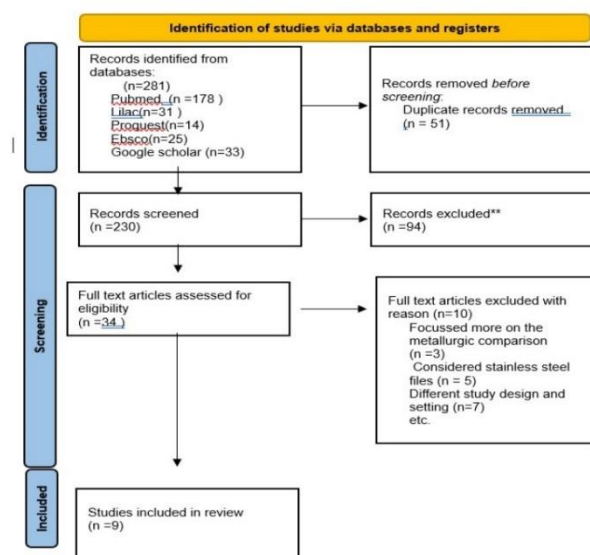 Identification of studies via databases and registers
Identification
Records identified from
databases:
(n=281)
Pubmed (n =178 )
Lilac(n=31 )
Proquest(n=14)
Ebsco(n=25)
Google scholar (n=33)
Records removed before
screening:
Duplicate records removed
(n = 51)
Screening
Records screened
(n =230)
Records excluded**
(n =94)
Full text articles assessed for
eligibility
(n =34 )
Full text articles excluded with
reason (n=10)
Focussed more on the
metallurgic comparison
(n =3)
Considered stainless steel
files (n = 5)
Different study design and
setting (n=7)
etc.
Included
Studies included in review
(n =9)